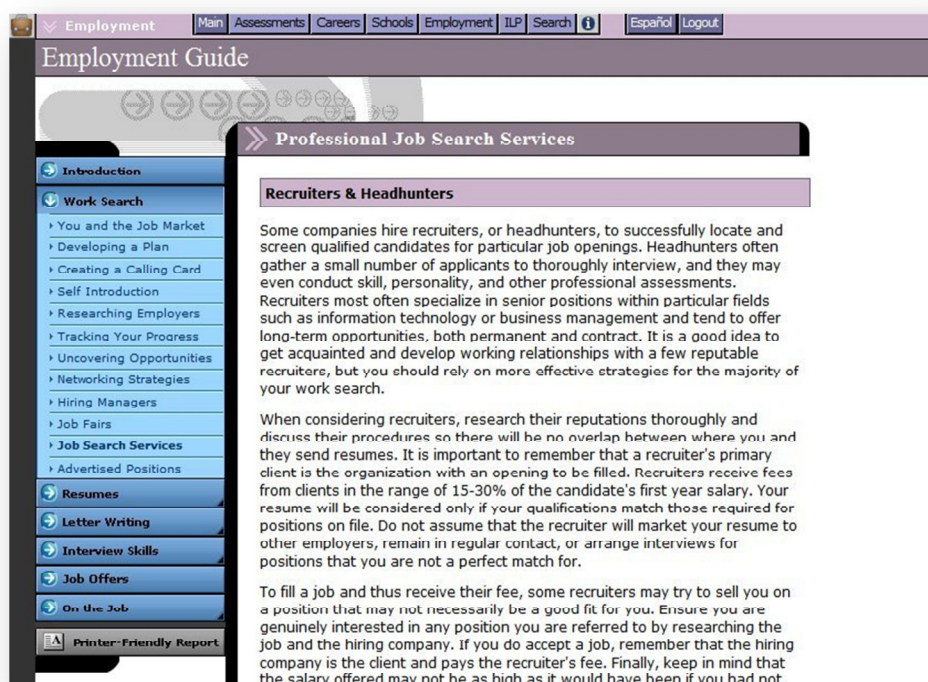 Employment
Main Assessments Careers Schools Employment ILP Search Español Logout
Employment Guide
Professional Job Search Services
Introduction
Work Search
You and the Job Market
Developing a Plan
Creating a Calling Card
Self Introduction
Researching Employers
Tracking Your Progress
Uncovering Opportunities
Networking Strategies
Hiring Managers
Job Fairs
Job Search Services
Advertised Positions
Resumes
Letter Writing
Interview Skills
Job Offers
On the Job
Printer-Friendly Report
Recruiters & Headhunters
Some companies hire recruiters, or headhunters, to successfully locate and
screen qualified candidates for particular job openings. Headhunters often
gather a small number of applicants to thoroughly interview, and they may
even conduct skill, personality, and other professional assessments.
Recruiters most often specialize in senior positions within particular fields
such as information technology or business management and tend to offer
long-term opportunities, both permanent and contract. It is a good idea to
get acquainted and develop working relationships with a few reputable
recruiters, but you should rely on more effective strategies for the majority of
your work search.
When considering recruiters, research their reputations thoroughly and
discuss their procedures so there will be no overlap between where you and
they send resumes. It is important to remember that a recruiter's primary
client is the organization with an opening to be filled. Recruiters receive fees
from clients in the range of 15-30% of the candidate's first year salary. Your
resume will be considered only if your qualifications match those required for
positions on file. Do not assume that the recruiter will market your resume to
other employers, remain in regular contact, or arrange interviews for
positions that you are not a perfect match for.
To fill a job and thus receive their fee, some recruiters may try to sell you on
a position that may not necessarily be a good fit for you. Ensure you are
genuinely interested in any position you are referred to by researching the
job and the hiring company. If you do accept a job, remember that the hiring
company is the client and pays the recruiter's fee. Finally, keep in mind that
the salary offered may not be as high as it would have been if you had not